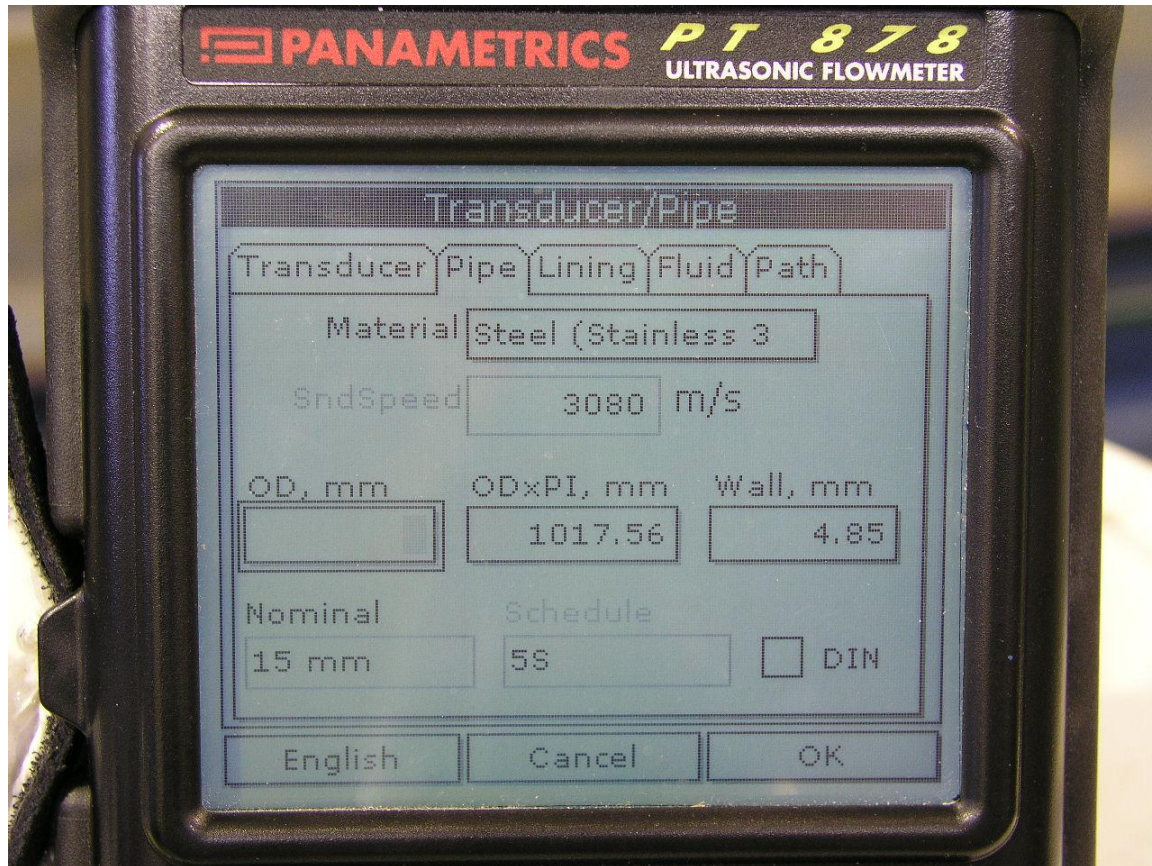 PANAMETRICS PT 878
ULTRASONIC FLOWMETER
Transducer/Pipe
Transducer Pipe Lining Fluid Path
Material Steel (Stainless 3
SndSpeed 3080 m/s
OD, mm ODxPI, mm Wall, mm
1017.56 4.85
Nominal Schedule
15 mm 5S DIN
English Cancel OK